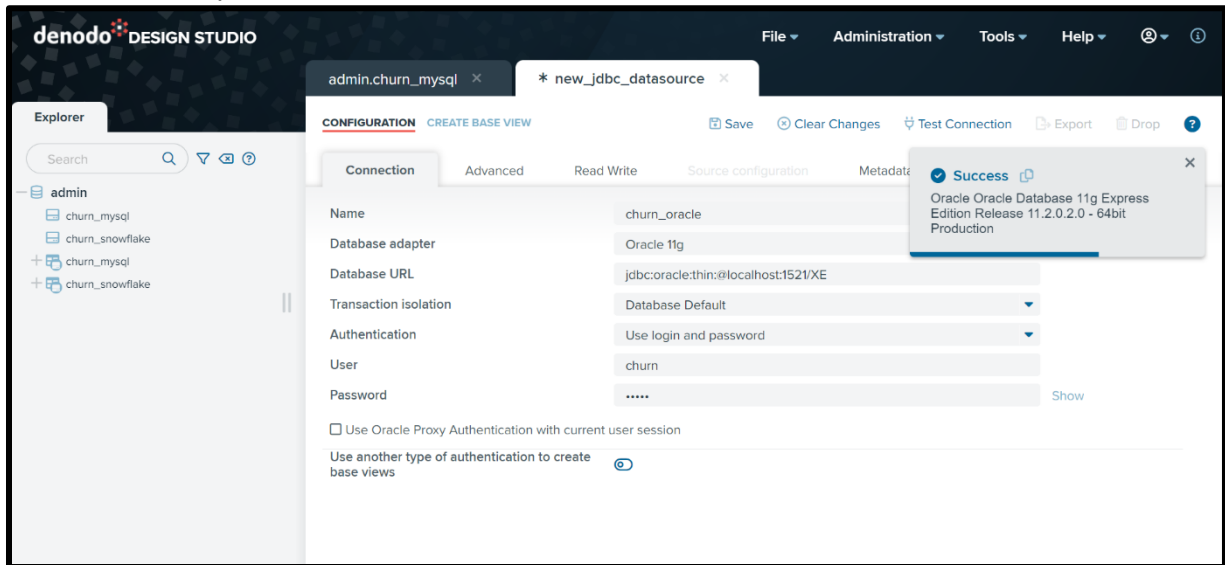 denodo DESIGN STUDIO
File Administration Tools Help
admin.churn_mysql × * new_jdbc_datasource ×
Explorer
CONFIGURATION CREATE BASE VIEW Save Clear Changes Test Connection Export Drop ?
Search
Connection Advanced Read Write Source configuration Metadata
Success
Oracle Oracle Database 11g Express
Edition Release 11.2.0.2.0 - 64bit
Production
admin
churn_mysql
churn_snowflake
churn_mysql
churn_snowflake
Name churn_oracle
Database adapter Oracle 11g
Database URL jdbc:oracle:thin:@localhost:1521/XE
Transaction isolation Database Default
Authentication Use login and password
User churn
Password ••••• Show
Use Oracle Proxy Authentication with current user session
Use another type of authentication to create
base views